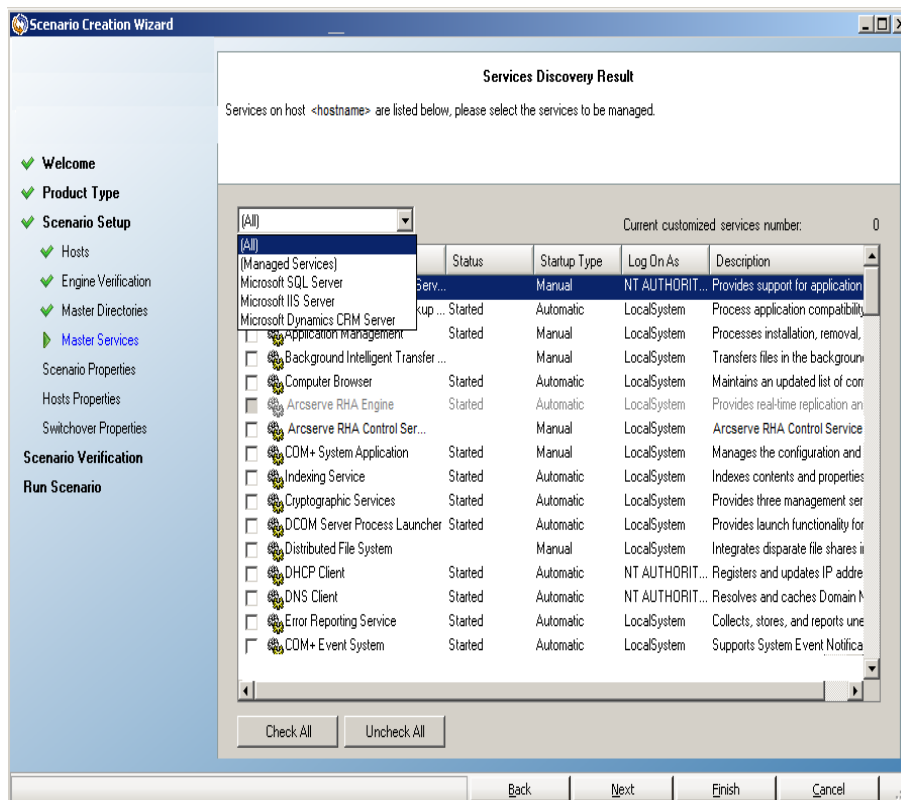 Scenario Creation Wizard
Services Discovery Result
Services on host <hostname> are listed below, please select the services to be managed.
Welcome
Product Type
Scenario Setup
Hosts
Engine Verification
Master Directories
Master Services
Scenario Properties
Hosts Properties
Switchover Properties
Scenario Verification
Run Scenario
(All)
Current customized services number: 0
(All)
(Managed Services)
Microsoft SQL Server
Microsoft IIS Server
Microsoft Dynamics CRM Server
Status Startup Type Log On As Description
Serv... Manual NT AUTHORIT... Provides support for application
kup ... Started Automatic LocalSystem Process application compatibility
Application Management Started Manual LocalSystem Processes installation, removal,
Background Intelligent Transfer ... Manual LocalSystem Transfers files in the backgroun
Computer Browser Started Automatic LocalSystem Maintains an updated list of com
Arcserve RHA Engine Started Automatic LocalSystem Provides real-time replication an
Arcserve RHA Control Ser... Manual LocalSystem Arcserve RHA Control Service
COM+ System Application Started Manual LocalSystem Manages the configuration and
Indexing Service Started Automatic LocalSystem Indexes contents and properties
Cryptographic Services Started Automatic LocalSystem Provides three management ser
DCOM Server Process Launcher Started Automatic LocalSystem Provides launch functionality for
Distributed File System Manual LocalSystem Integrates disparate file shares i
DHCP Client Started Automatic NT AUTHORIT... Registers and updates IP addre
DNS Client Started Automatic NT AUTHORIT... Resolves and caches Domain N
Error Reporting Service Started Automatic LocalSystem Collects, stores, and reports une
COM+ Event System Started Automatic LocalSystem Supports System Event Notifica
Check All Uncheck All
Back Next Finish Cancel